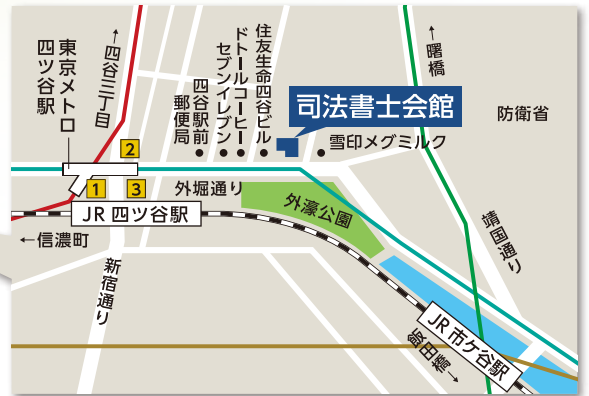 東京メトロ
四ツ谷駅
←四谷三丁目
四谷駅前
郵便局
セブンイレブン
ドトールコーヒー
住友生命四谷ビル
司法書士会館
雪印メグミルク
←曙橋
防衛省
2
1
3
外堀通り
JR 四ツ谷駅
外濠公園
←信濃町
新宿通り
靖国通り
JR 市ケ谷駅
飯田橋→